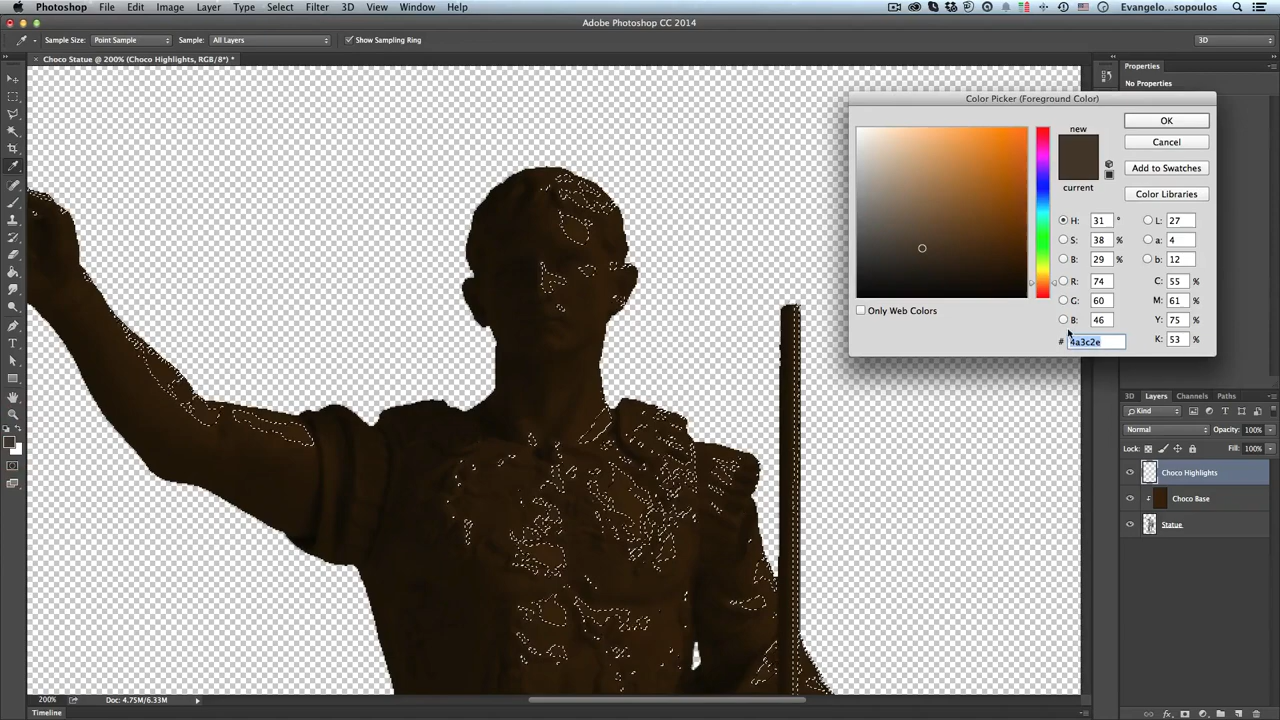 Photoshop File Edit Image Layer Type Select Filter 3D View Window Help Evangelo...sopoulos
Adobe Photoshop CC 2014
Sample Size: Point Sample Sample: All Layers Show Sampling Ring 3D
Choco Statue @ 200% (Choco Highlights, RGB/8*) *
Properties
No Properties
Color Picker (Foreground Color)
OK
new
Cancel
Add to Swatches
current
Color Libraries
H: 31 ° L: 27
S: 38 % a: 4
B: 29 % b: 12
R: 74 C: 55 %
G: 60 M: 61 %
Only Web Colors
B: 46 Y: 75 %
# 4a3c2e K: 53 %
3D Layers Channels Paths
Kind
Normal Opacity: 100%
Lock: Fill: 100%
Choco Highlights
Choco Base
Statue
200% Doc: 4.75M/6.33M
Timeline
fx